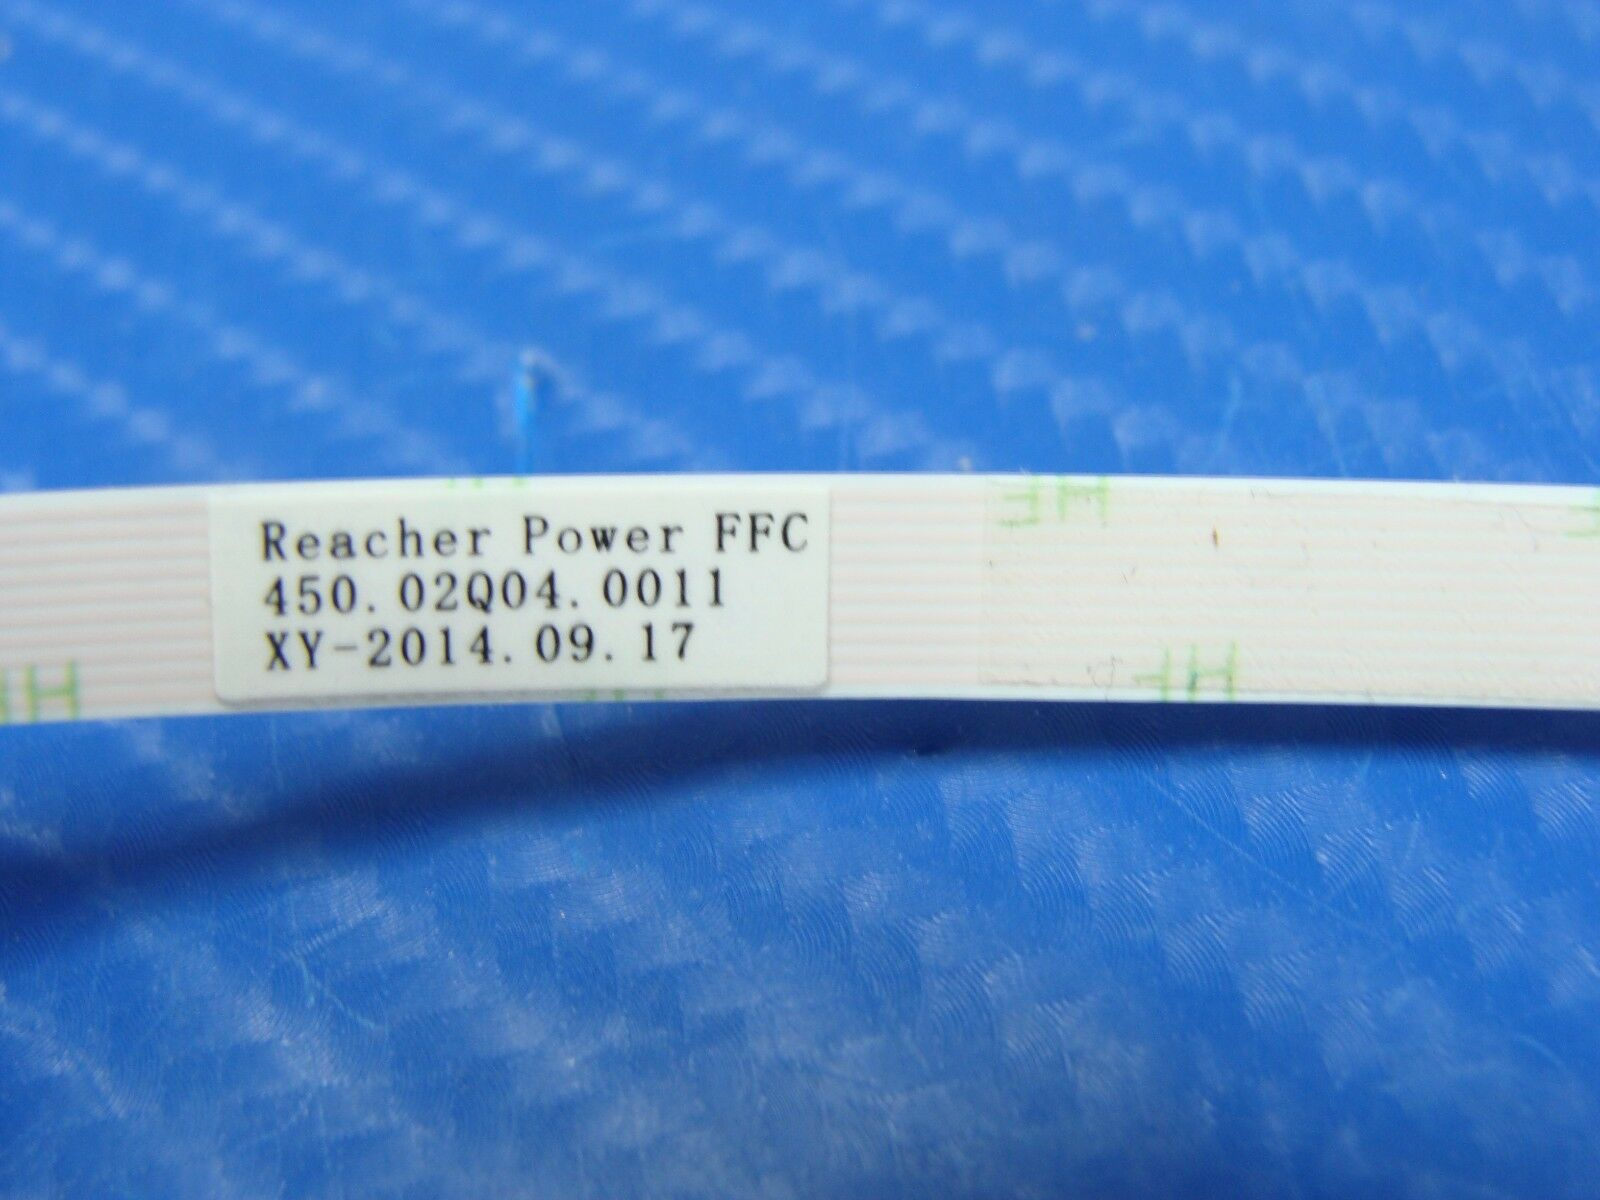 Reacher Power FFC
450.02Q04.0011
XY-2014.09.17